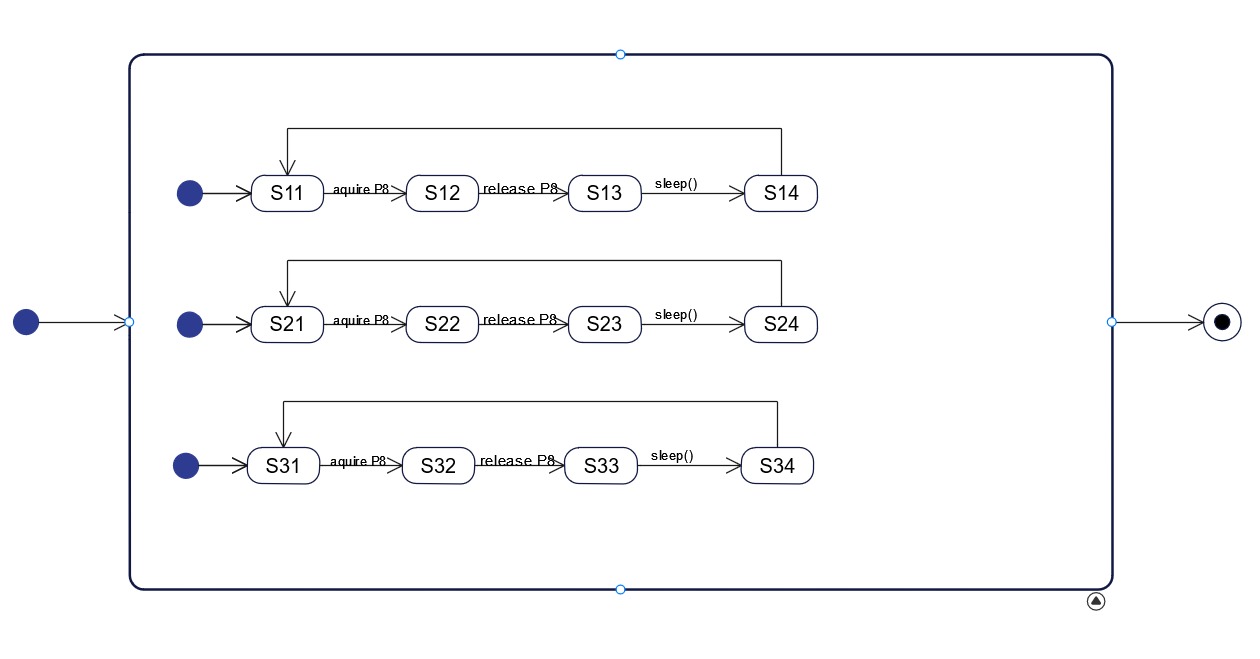 S11 aquire P8 S12 release P8 S13 sleep() S14
S21 aquire P8 S22 release P8 S23 sleep() S24
S31 aquire P8 S32 release P8 S33 sleep() S34